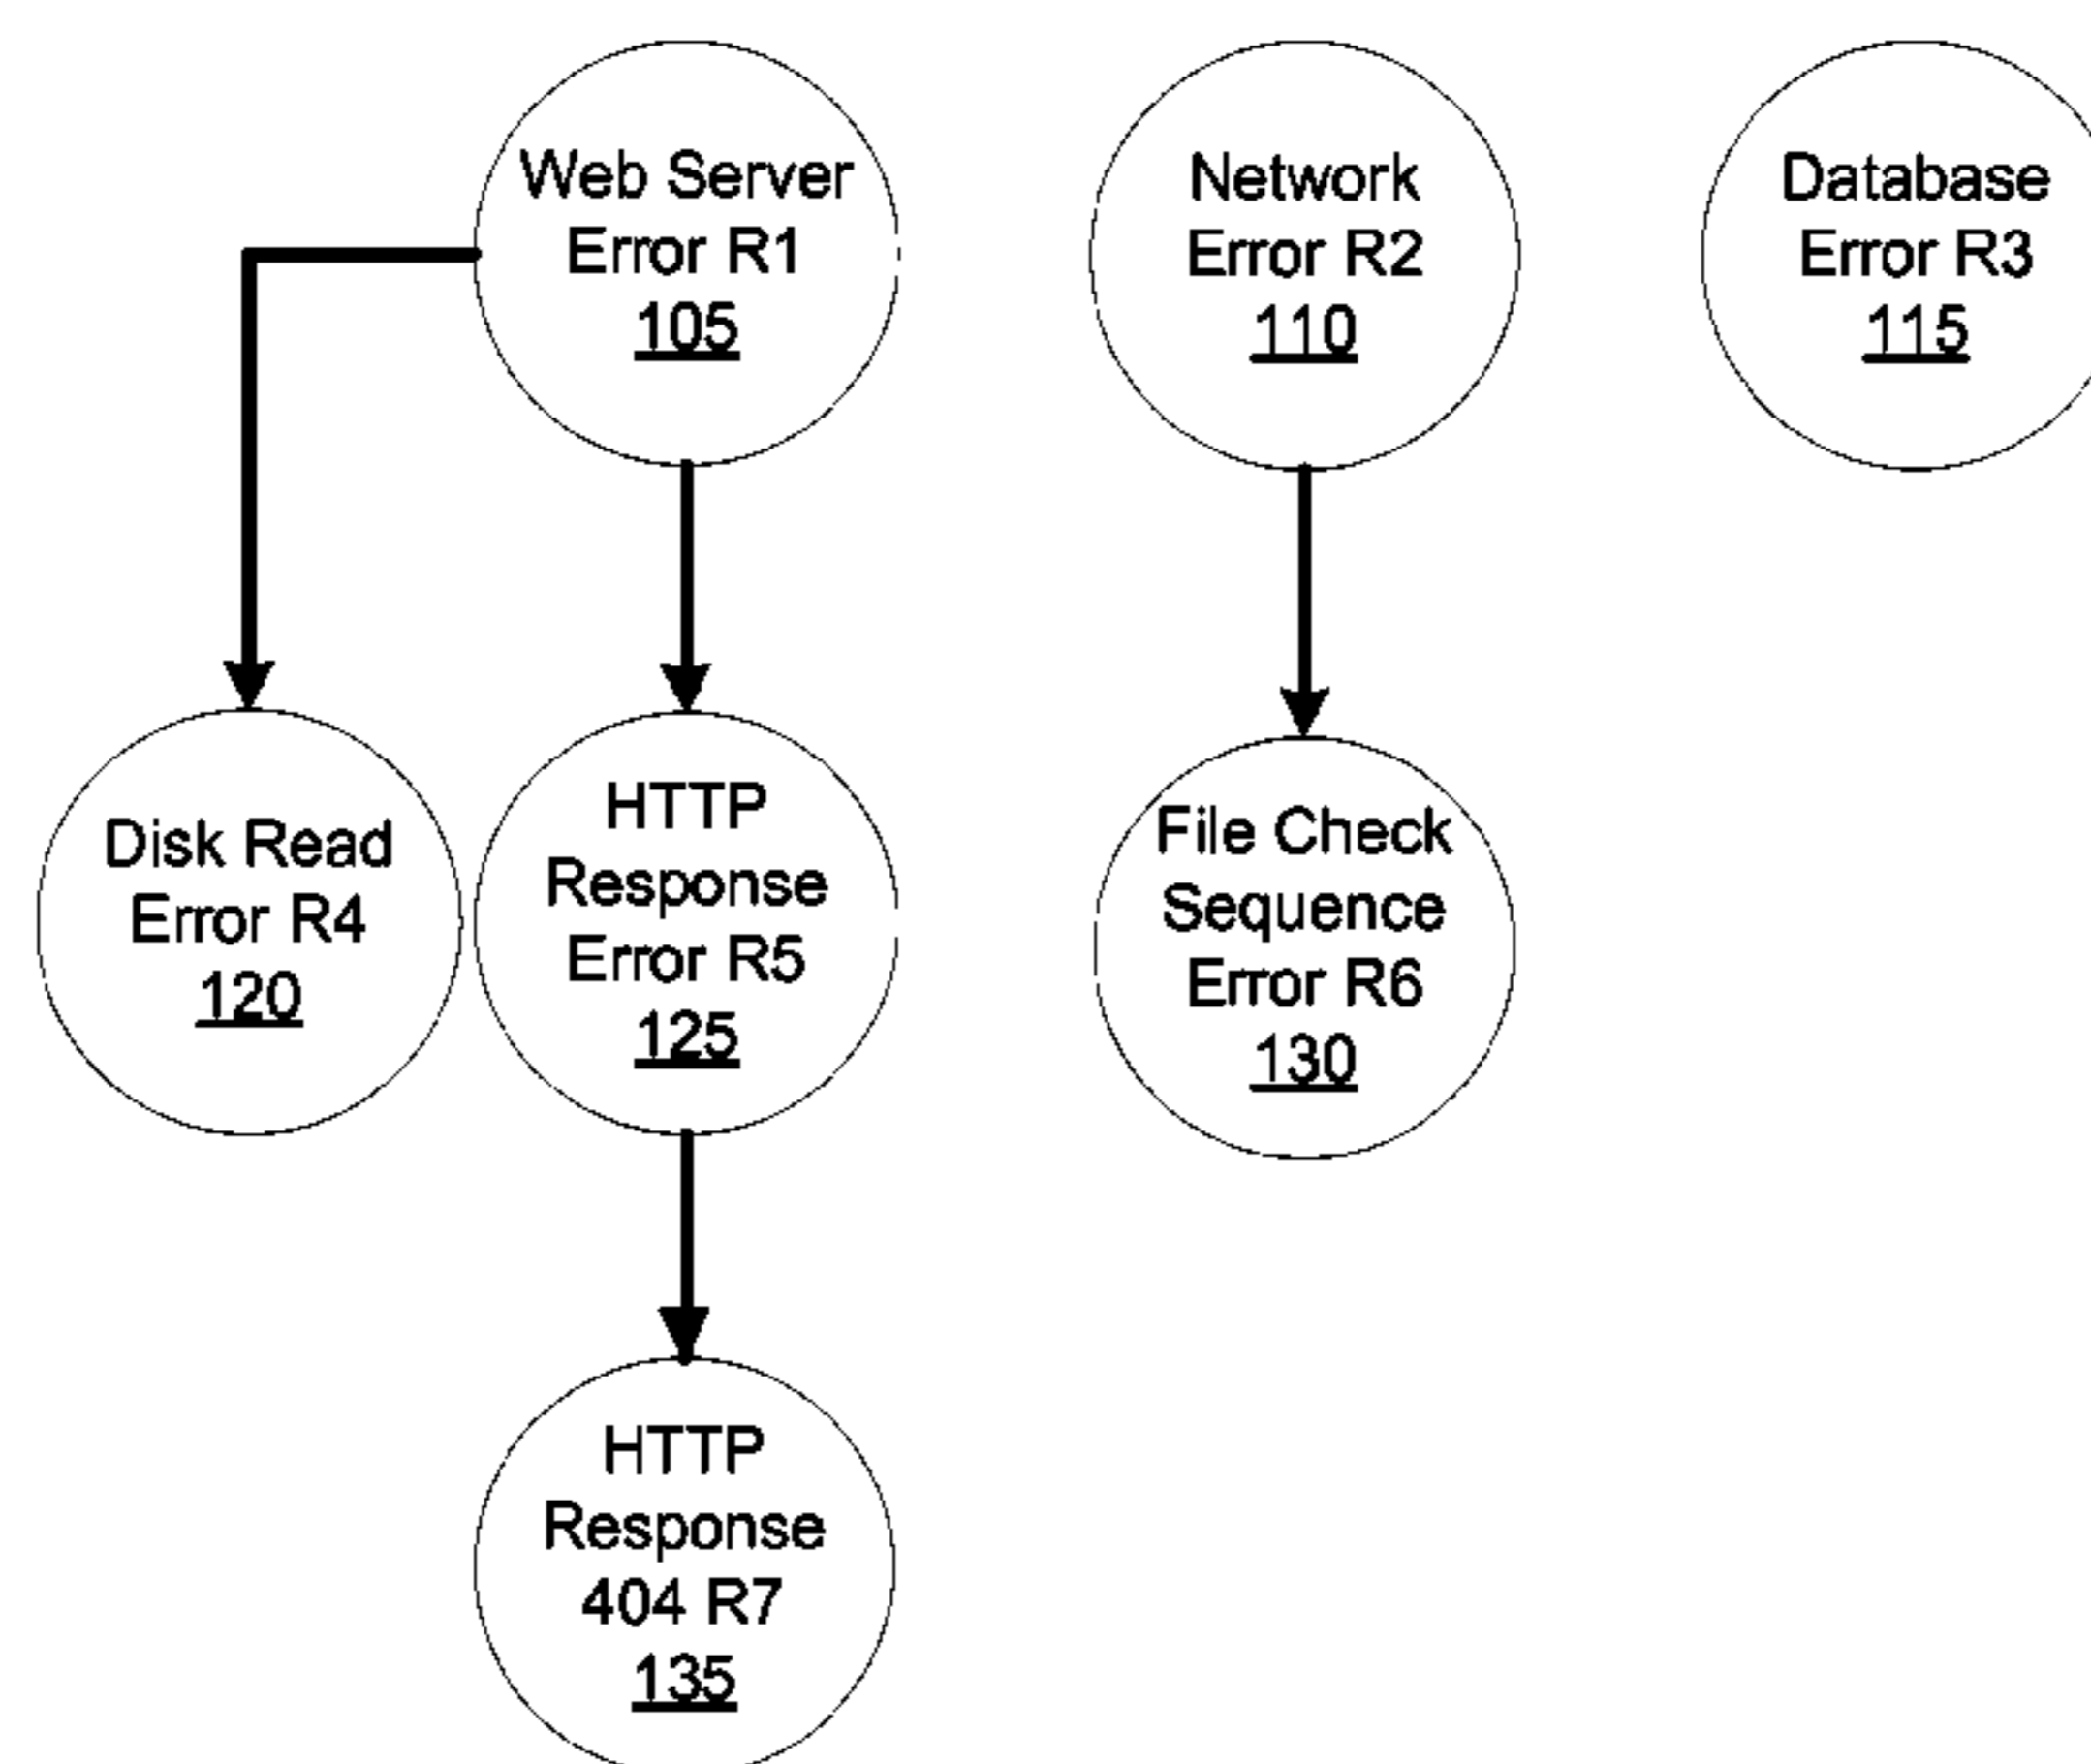 Web Server
Error R1
105
Network
Error R2
110
Database
Error R3
115
Disk Read
Error R4
120
HTTP
Response
Error R5
125
File Check
Sequence
Error R6
130
HTTP
Response
404 R7
135